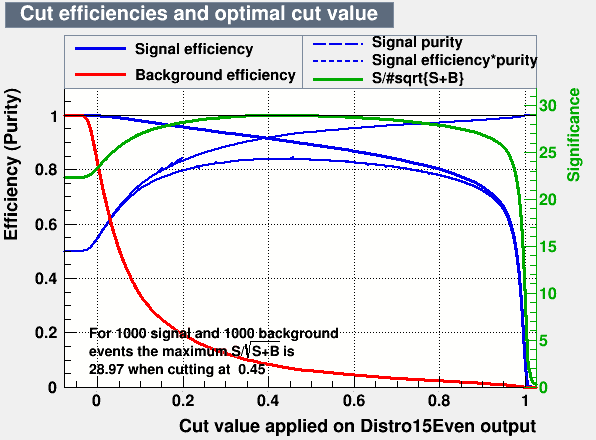 Cut efficiencies and optimal cut value
Signal efficiency
Background efficiency
Signal purity
Signal efficiency*purity
S/#sqrt{S+B}
Efficiency (Purity)
1
0.8
0.6
0.4
0.2
0
30
25
20
15
10
5
0
Significance
For 1000 signal and 1000 background
events the maximum S/√S+B is
28.97 when cutting at 0.45
0
0.2
0.4
0.6
0.8
1
Cut value applied on Distro15Even output